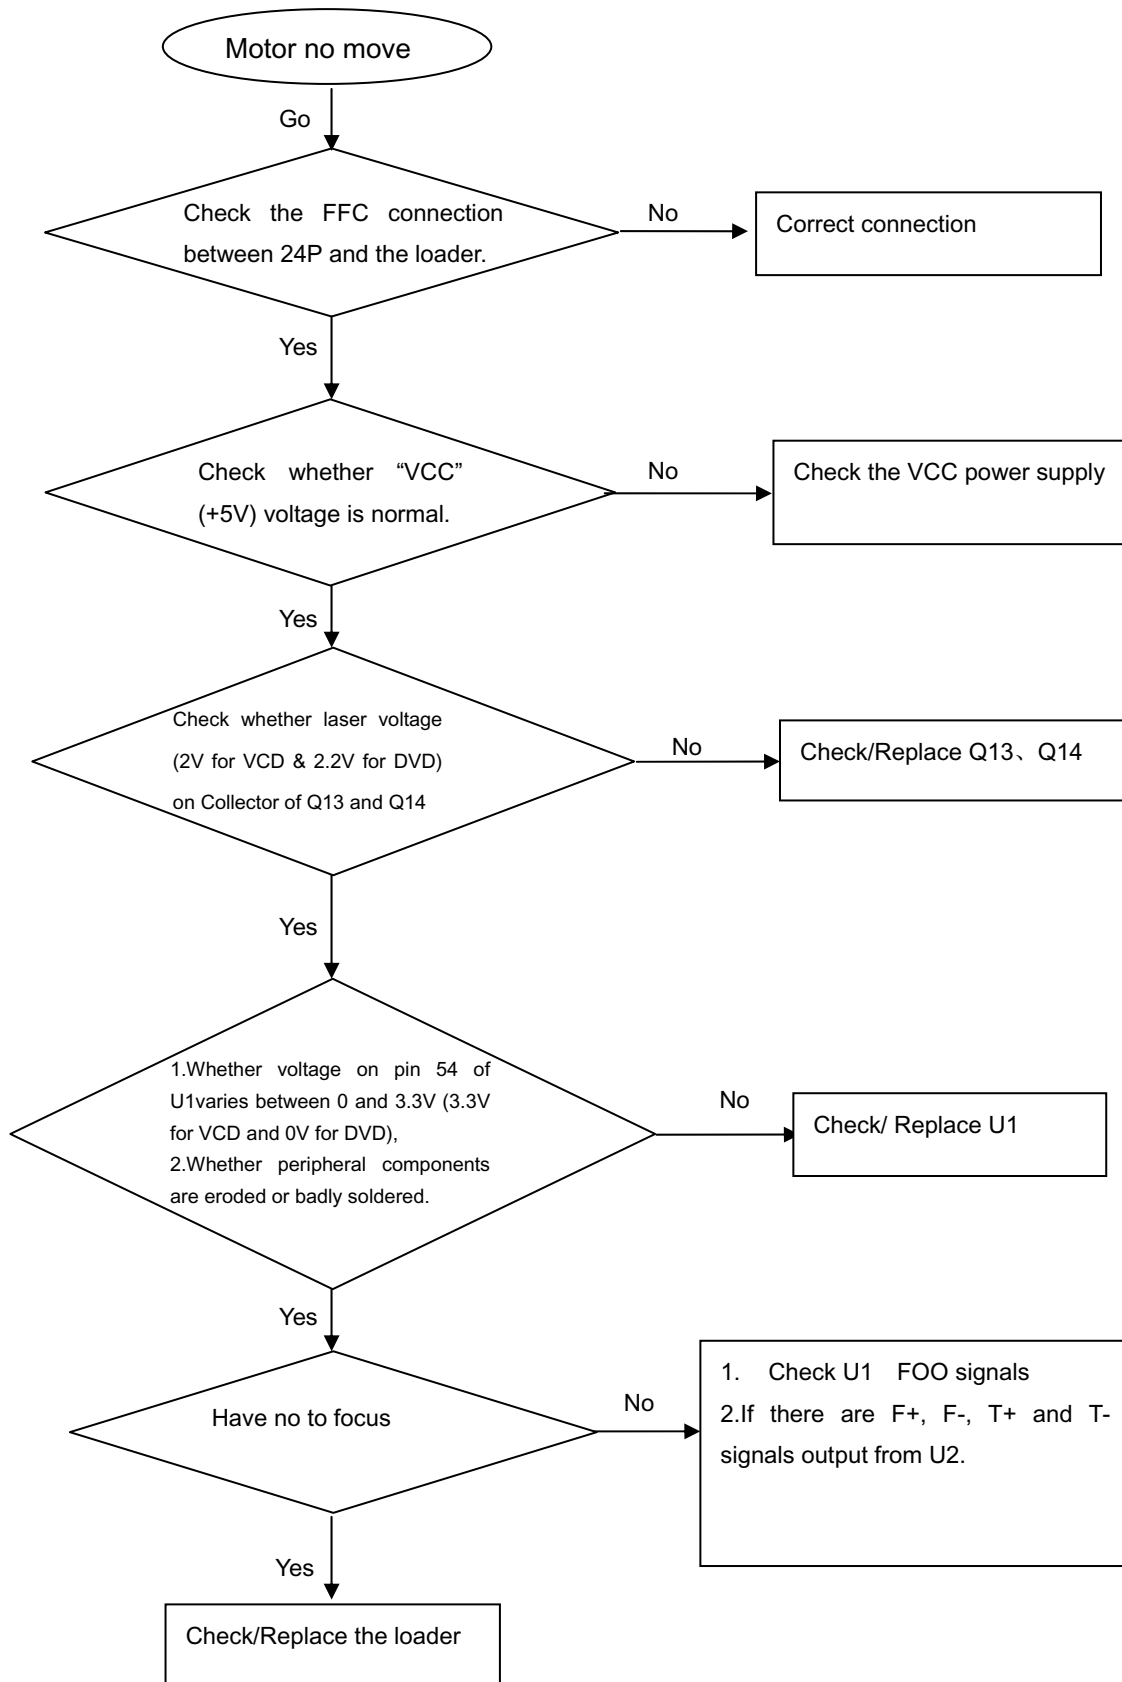 Motor no move
Go
Check the FFC connection
between 24P and the loader.
No
Correct connection
Yes
Check whether “VCC”
(+5V) voltage is normal.
No
Check the VCC power supply
Yes
Check whether laser voltage
(2V for VCD & 2.2V for DVD)
on Collector of Q13 and Q14
No
Check/Replace Q13、Q14
Yes
1.Whether voltage on pin 54 of
U1varies between 0 and 3.3V (3.3V
for VCD and 0V for DVD),
2.Whether peripheral components
are eroded or badly soldered.
No
Check/ Replace U1
Yes
Have no to focus
No
1. Check U1 FOO signals
2.If there are F+, F-, T+ and T-
signals output from U2.
Yes
Check/Replace the loader